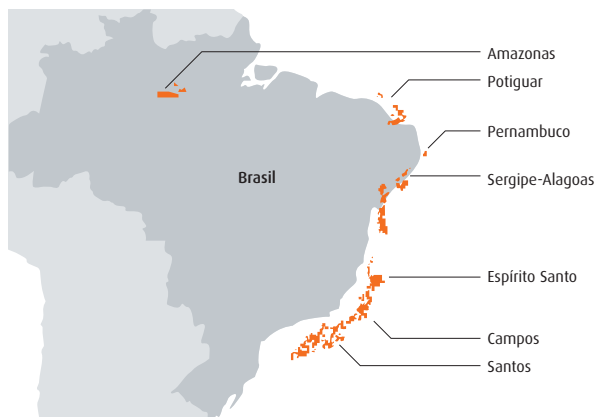 Amazonas
Potiguar
Pernambuco
Brasil
Sergipe-Alagoas
Espírito Santo
Campos
Santos